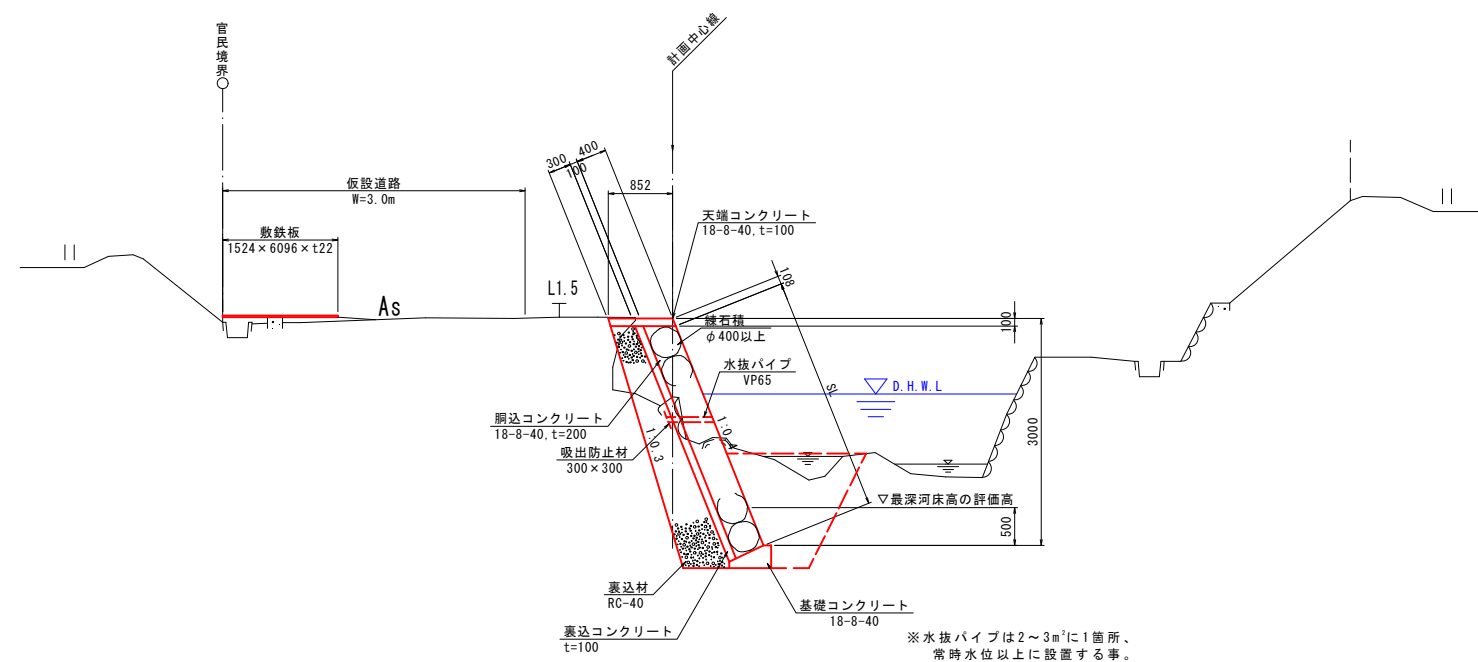 官民境界
計画中心線
仮設道路
W=3.0m
敷鉄板
1524×6096×t22
As
L1.5
300
100
400
852
天端コンクリート
18-8-40,t=100
108
100
練石積
φ400以上
水抜パイプ
VP65
SL
D.H.W.L
胴込コンクリート
18-8-40,t=200
吸出防止材
300×300
1:0.3
1:0.4
3000
▽最深河床高の評価高
500
裏込材
RC-40
裏込コンクリート
t=100
基礎コンクリート
18-8-40
※水抜パイプは2～3㎡に1箇所、
常時水位以上に設置する事。